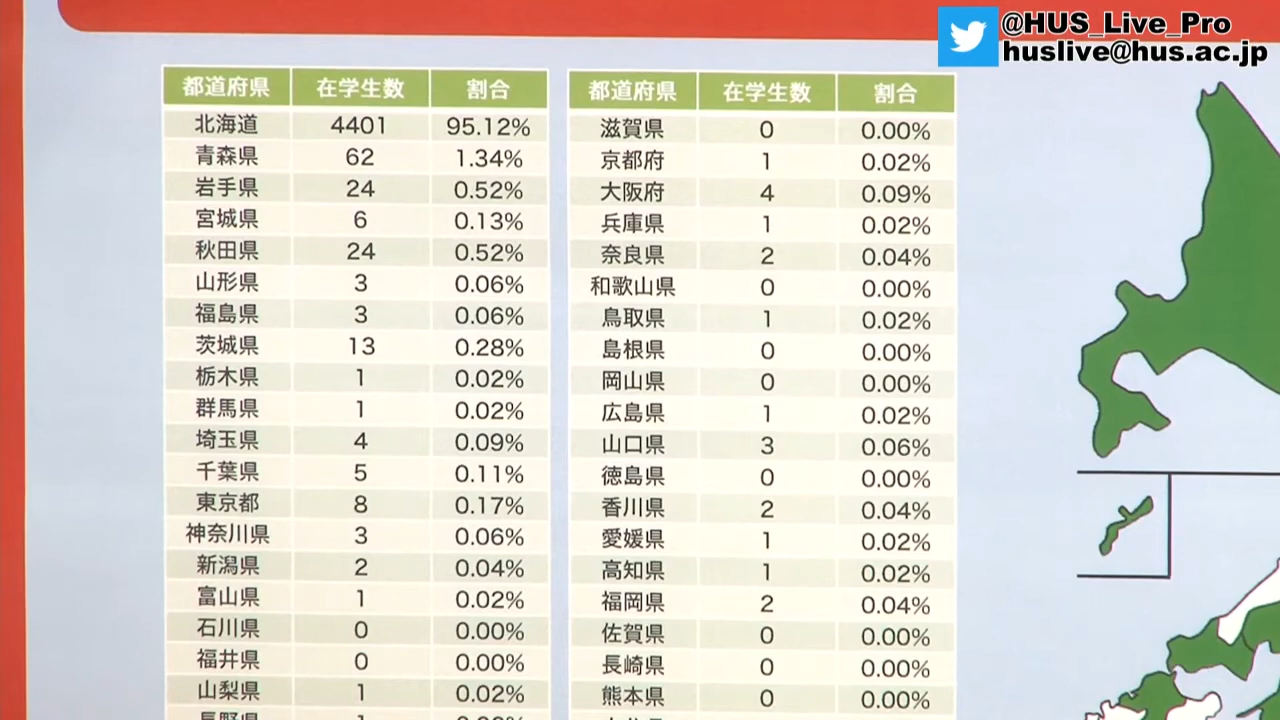 @HUS_Live_Pro
huslive@hus.ac.jp
都道府県 在学生数 割合
北海道 4401 95.12%
青森県 62 1.34%
岩手県 24 0.52%
宮城県 6 0.13%
秋田県 24 0.52%
山形県 3 0.06%
福島県 3 0.06%
茨城県 13 0.28%
栃木県 1 0.02%
群馬県 1 0.02%
埼玉県 4 0.09%
千葉県 5 0.11%
東京都 8 0.17%
神奈川県 3 0.06%
新潟県 2 0.04%
富山県 1 0.02%
石川県 0 0.00%
福井県 0 0.00%
山梨県 1 0.02%
長野県
都道府県 在学生数 割合
滋賀県 0 0.00%
京都府 1 0.02%
大阪府 4 0.09%
兵庫県 1 0.02%
奈良県 2 0.04%
和歌山県 0 0.00%
鳥取県 1 0.02%
島根県 0 0.00%
岡山県 0 0.00%
広島県 1 0.02%
山口県 3 0.06%
徳島県 0 0.00%
香川県 2 0.04%
愛媛県 1 0.02%
高知県 1 0.02%
福岡県 2 0.04%
佐賀県 0 0.00%
長崎県 0 0.00%
熊本県 0 0.00%